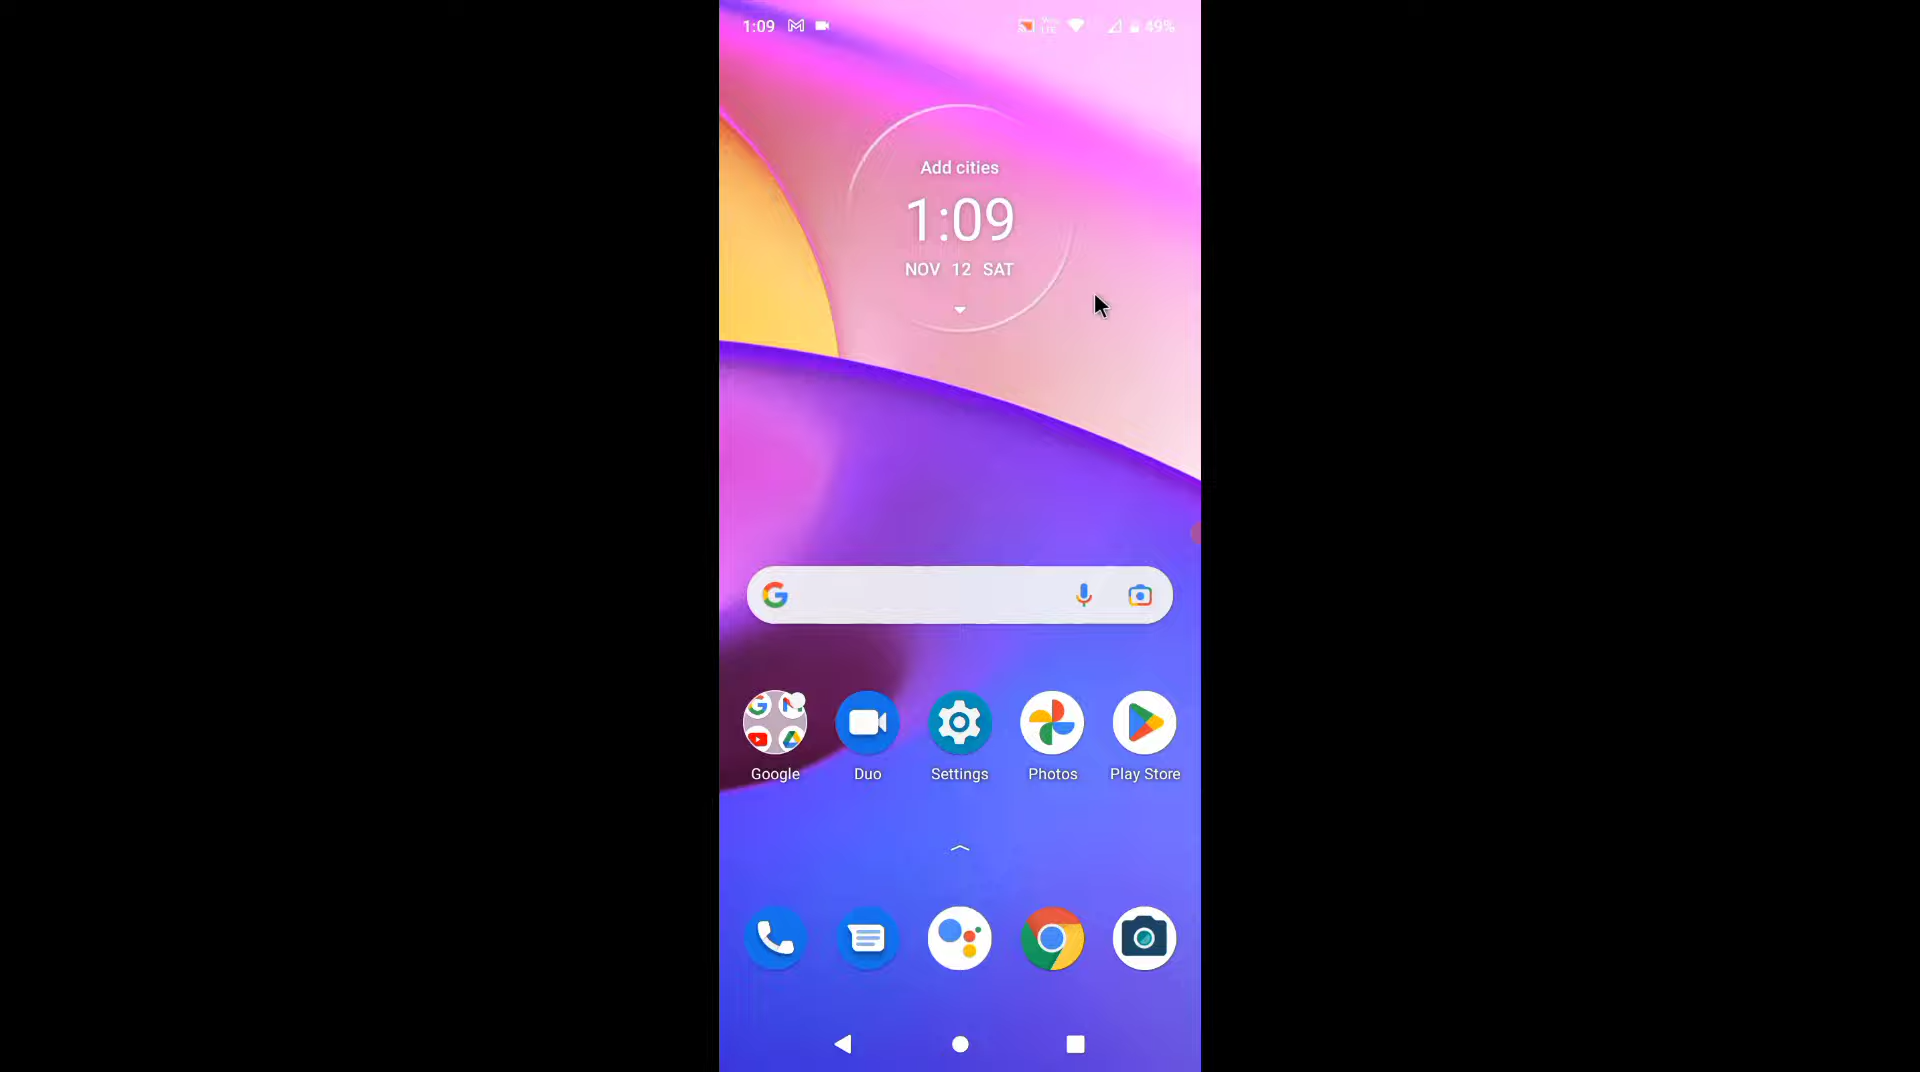 1:09 49%
Add cities
1:09
NOV 12 SAT
Google Duo Settings Photos Play Store